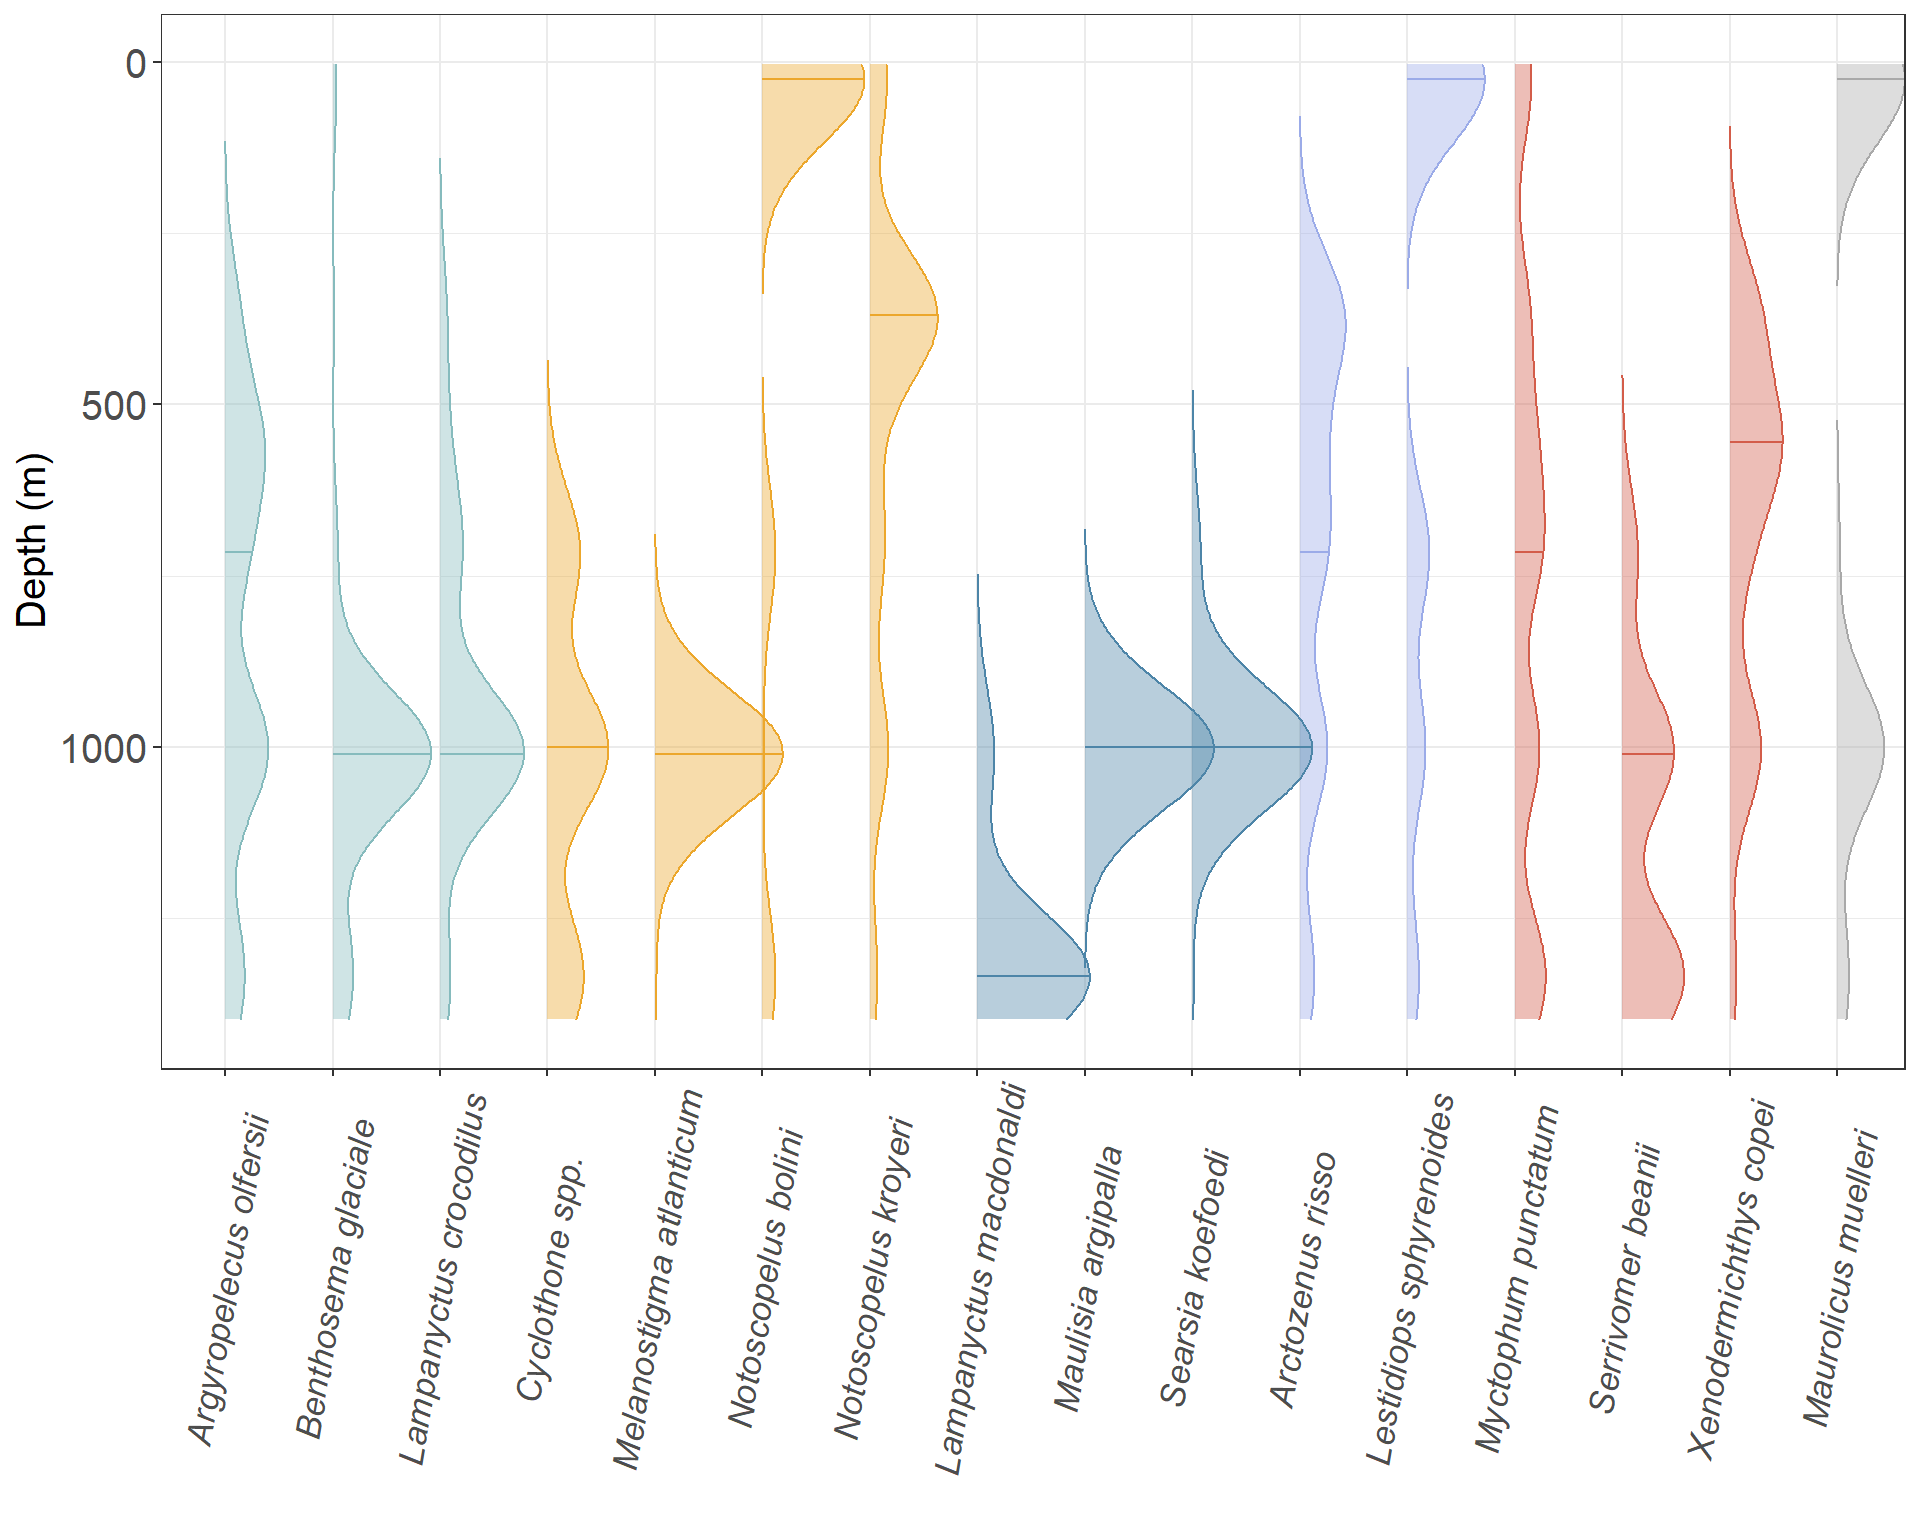 0
500
1000
Depth (m)
Argyropelecus olfersii
Benthosema glaciale
Lampanyctus crocodilus
Cyclothone spp.
Melanostigma atlanticum
Notoscopelus bolini
Notoscopelus kroyeri
Lampanyctus macdonaldi
Maulisia argipalla
Searsia koefoedi
Arctozenus risso
Lestidiops sphyrenoides
Myctophum punctatum
Serrivomer beanii
Xenodermichthys copei
Maurolicus muelleri